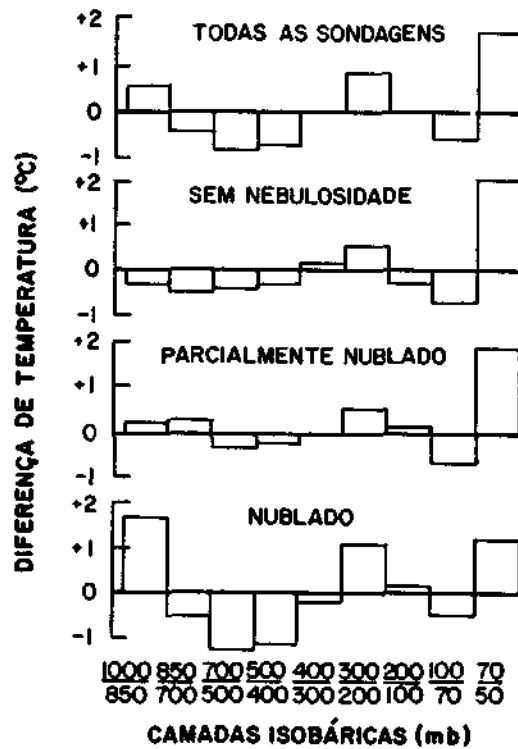 DIFERENÇA DE TEMPERATURA (ºC)
+2
TODAS AS SONDAGENS
+1
0
-1
+2
SEM NEBULOSIDADE
+1
0
-1
+2
PARCIALMENTE NUBLADO
+1
0
-1
+2
NUBLADO
+1
0
-1
1000 850 700 500 400 300 200 100 70
850 700 500 400 300 200 100 70 50
CAMADAS ISOBÁRICAS (mb)